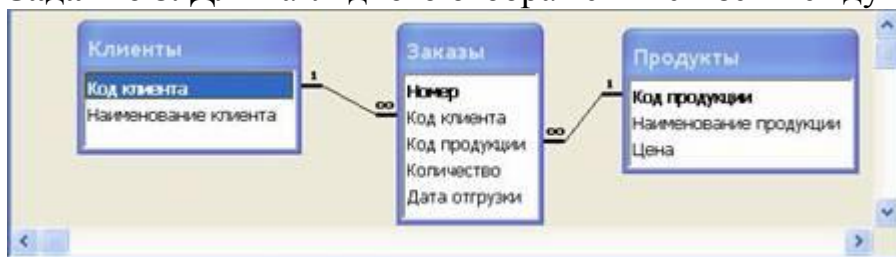 Клиенты
Код клиента
Наименование клиента
1
∞
Заказы
Номер
Код клиента
Код продукции
Количество
Дата отгрузки
∞
1
Продукты
Код продукции
Наименование продукции
Цена